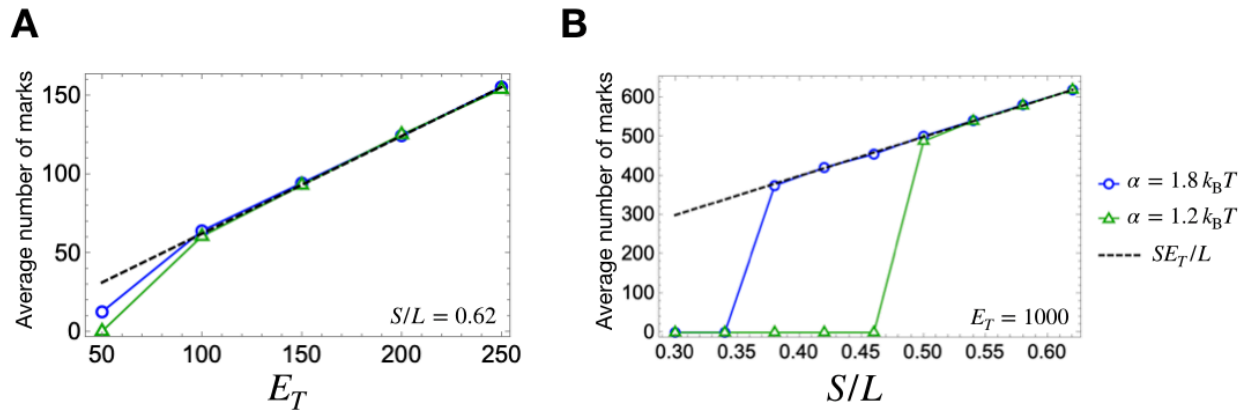 A
Average number of marks
150
100
50
0
50 100 150 200 250
S/L = 0.62
E_T
B
Average number of marks
600
500
400
300
200
100
0
0.30 0.35 0.40 0.45 0.50 0.55 0.60
E_T = 1000
S/L
α = 1.8 k_BT
α = 1.2 k_BT
SE_T/L